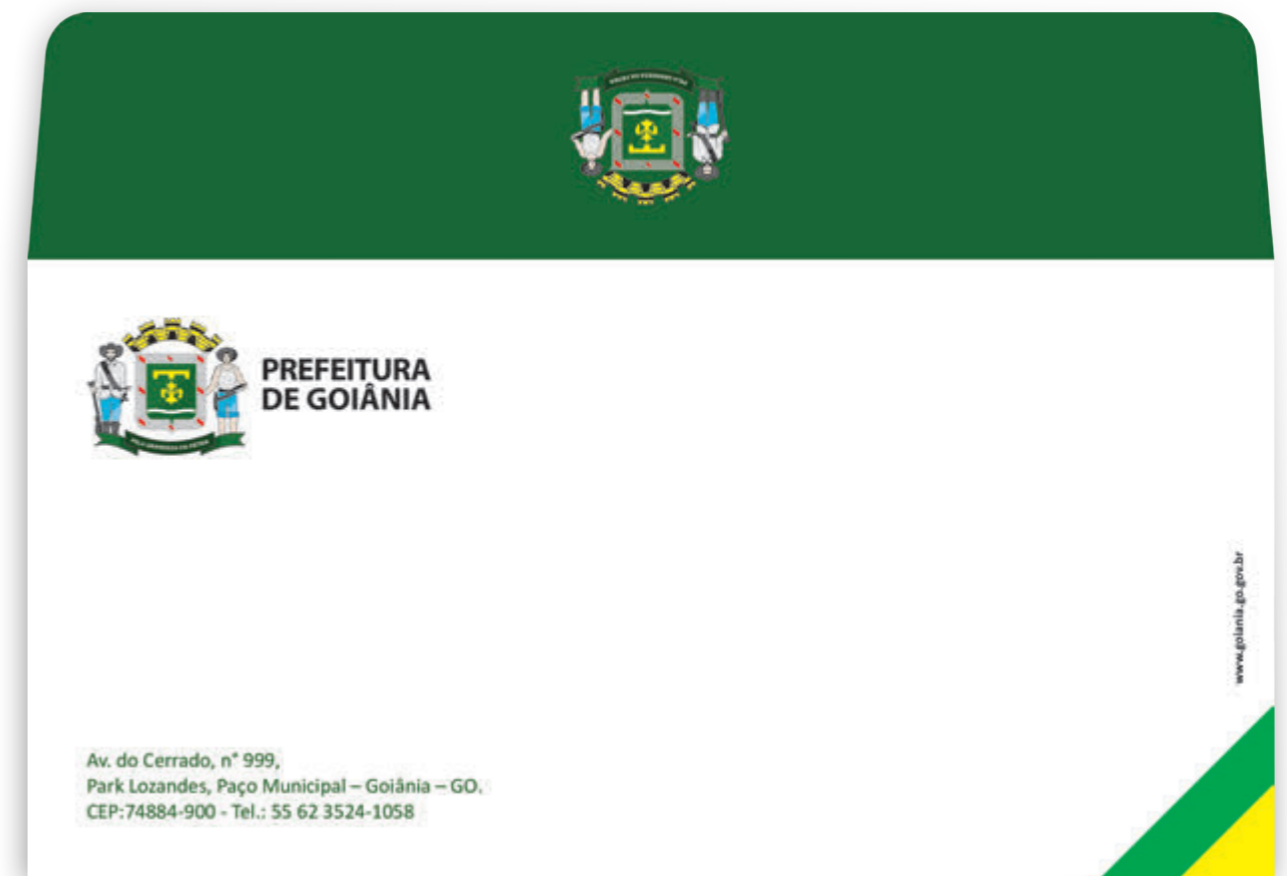 PREFEITURA
DE GOIÂNIA
www.goiania.go.gov.br
Av. do Cerrado, n° 999,
Park Lozandes, Paço Municipal – Goiânia – GO.
CEP:74884-900 - Tel.: 55 62 3524-1058